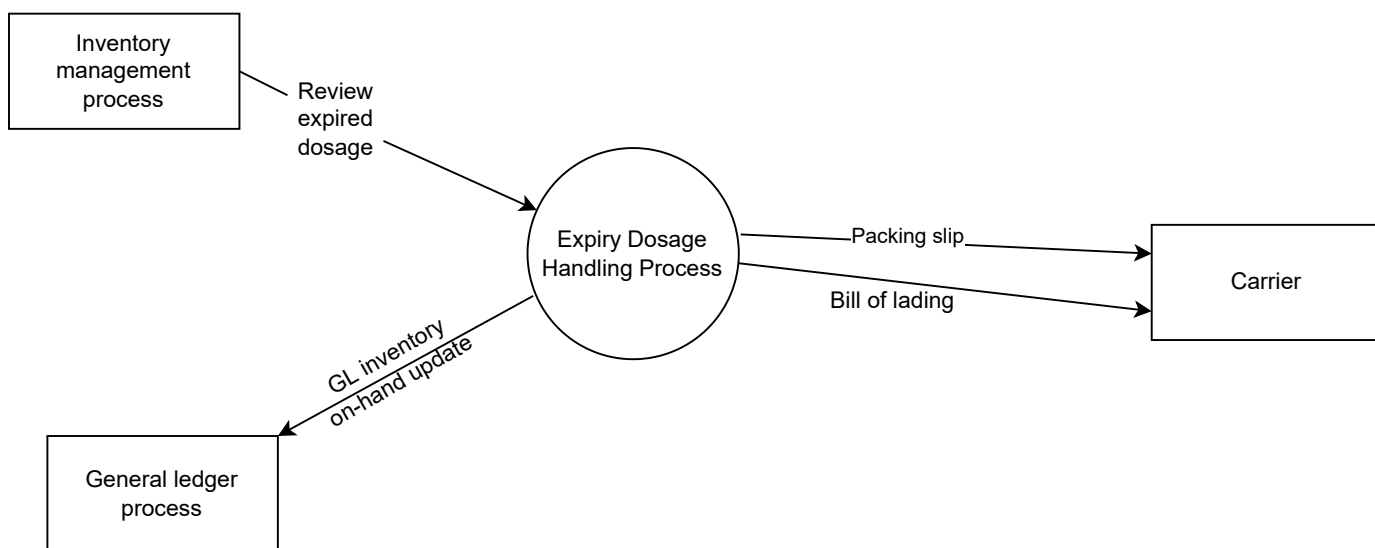 Inventory
management
process
Review
expired
dosage
Expiry Dosage
Handling Process
Packing slip
Bill of lading
Carrier
GL inventory
on-hand update
General ledger
process